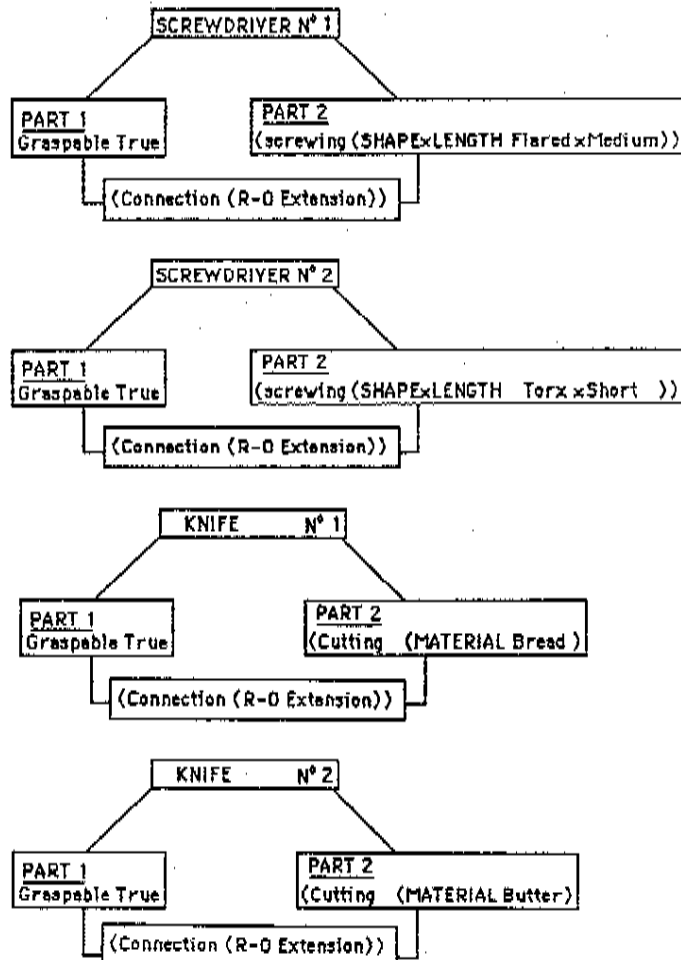 SCREWDRIVER N° 1
PART 1
Graspable True
PART 2
(screwing (SHAPExLENGTH Flared x Medium))
(Connection (R-O Extension))
SCREWDRIVER N° 2
PART 1
Graspable True
PART 2
(screwing (SHAPExLENGTH Torx x Short ))
(Connection (R-O Extension))
KNIFE N° 1
PART 1
Graspable True
PART 2
(Cutting (MATERIAL Bread )
(Connection (R-O Extension))
KNIFE N° 2
PART 1
Graspable True
PART 2
(Cutting (MATERIAL Butter)
(Connection (R-O Extension))